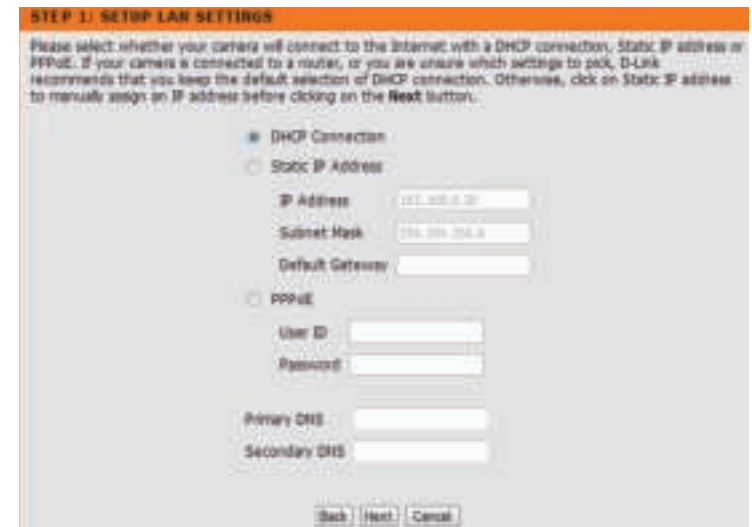 STEP 1: SETUP LAN SETTINGS
Please select whether your camera will connect to the Internet with a DHCP connection, Static IP address or
PPPoE. If your camera is connected to a router, or you are unsure which settings to pick, D-Link
recommends that you keep the default selection of DHCP connection. Otherwise, click on Static IP address
to manually assign an IP address before clicking on the Next button.
DHCP Connection
Static IP Address
IP Address
Subnet Mask
Default Gateway
PPPoE
User ID
Password
Primary DNS
Secondary DNS
Back Next Cancel